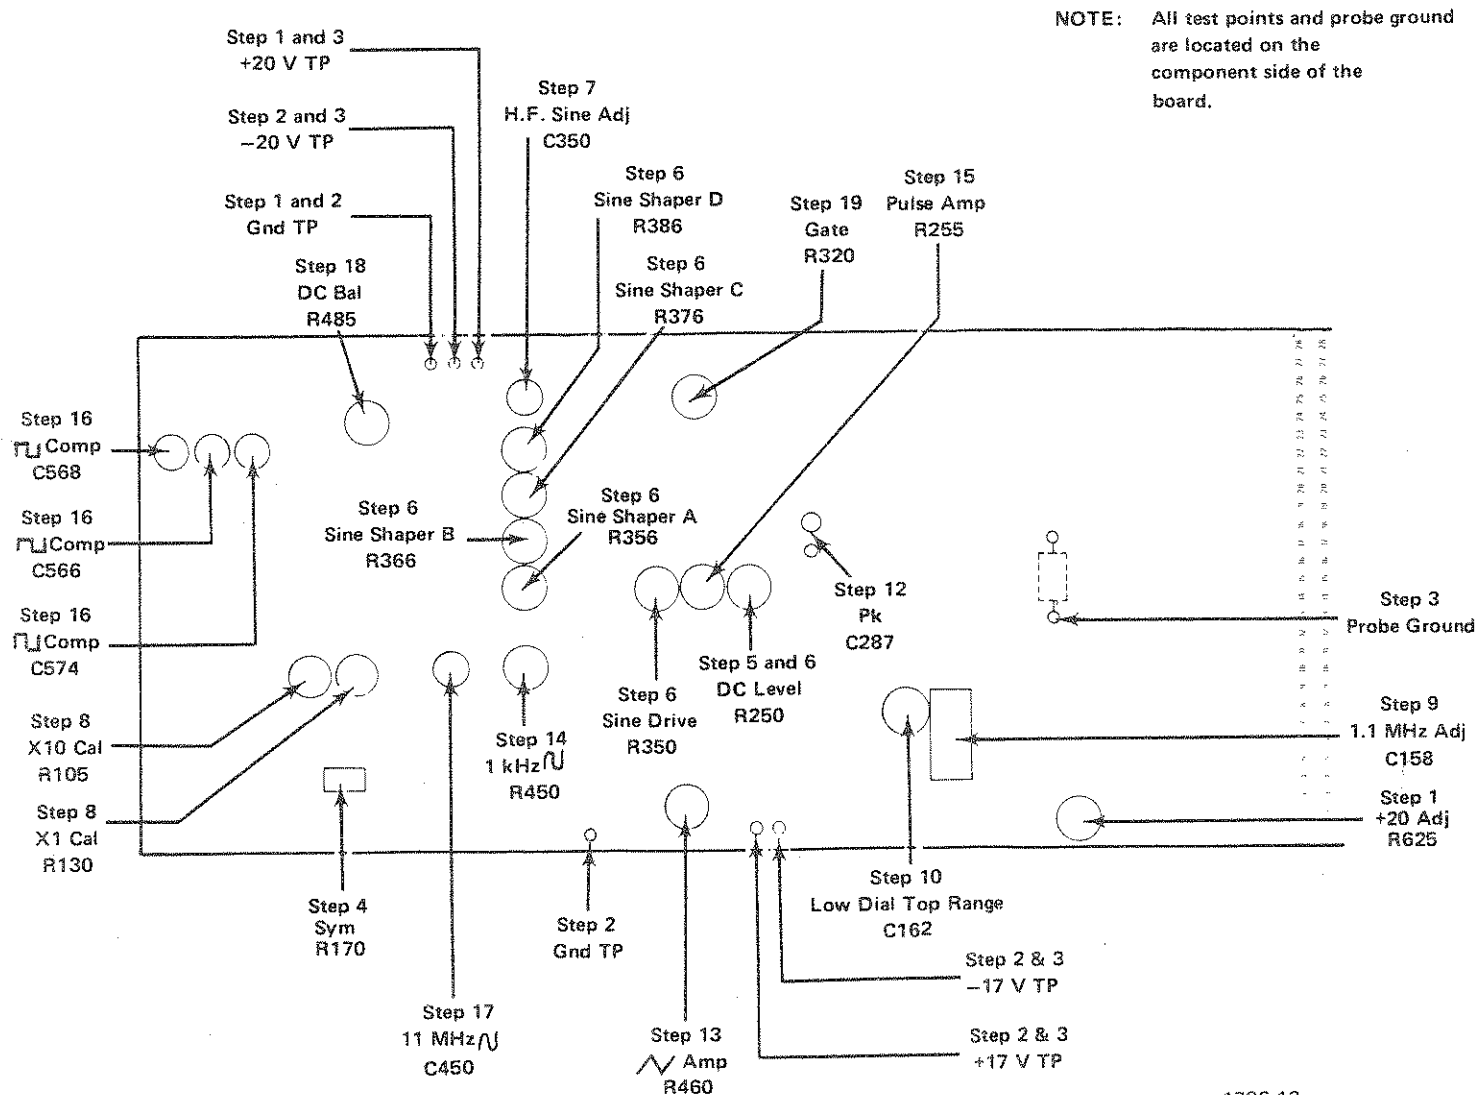 NOTE: All test points and probe ground
are located on the
component side of the
board.
Step 1 and 3
+20 V TP
Step 2 and 3
−20 V TP
Step 1 and 2
Gnd TP
Step 18
DC Bal
R485
Step 7
H.F. Sine Adj
C350
Step 6
Sine Shaper D
R386
Step 6
Sine Shaper C
R376
Step 19
Gate
R320
Step 15
Pulse Amp
R255
Step 16
Comp
C568
Step 16
Comp
C566
Step 16
Comp
C574
Step 6
Sine Shaper B
R366
Step 6
Sine Shaper A
R356
Step 12
Pk
C287
Step 3
Probe Ground
Step 5 and 6
DC Level
R250
Step 6
Sine Drive
R350
Step 14
1 kHz
R450
Step 8
X10 Cal
R105
Step 8
X1 Cal
R130
Step 9
1.1 MHz Adj
C158
Step 1
+20 Adj
R625
Step 10
Low Dial Top Range
C162
Step 4
Sym
R170
Step 2
Gnd TP
Step 2 & 3
−17 V TP
Step 2 & 3
+17 V TP
Step 17
11 MHz
C450
Step 13
Amp
R460